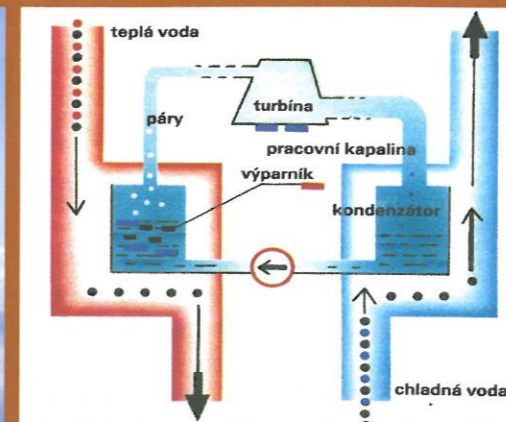 teplá voda
turbína
páry
pracovní kapalina
výparník
kondenzátor
chladná voda